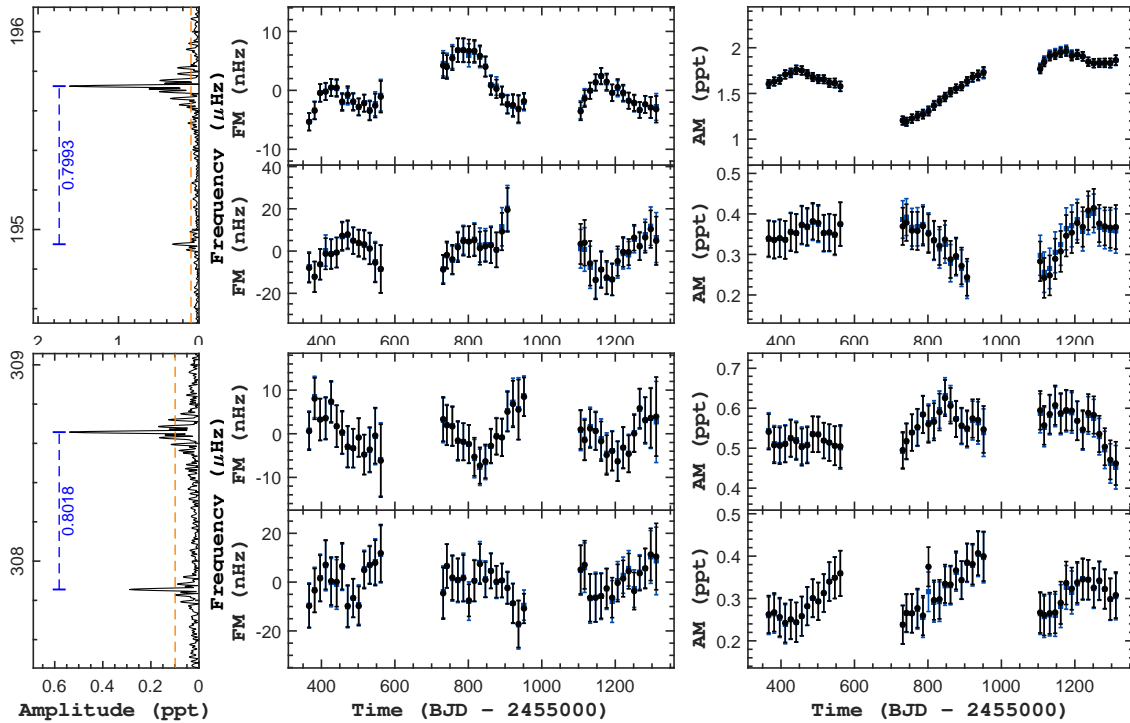 196
195
0.7993
2 1 0
Frequency (μHz)
10
0
-10
FM (nHz)
40
20
0
-20
FM (nHz)
2
1.5
1
AM (ppt)
0.5
0.4
0.3
0.2
AM (ppt)
309
308
0.8018
0.6 0.4 0.2 0
Amplitude (ppt)
Frequency (μHz)
10
0
-10
FM (nHz)
20
0
-20
FM (nHz)
400 600 800 1000 1200
Time (BJD - 2455000)
0.7
0.6
0.5
0.4
AM (ppt)
0.5
0.4
0.3
0.2
AM (ppt)
400 600 800 1000 1200
Time (BJD - 2455000)